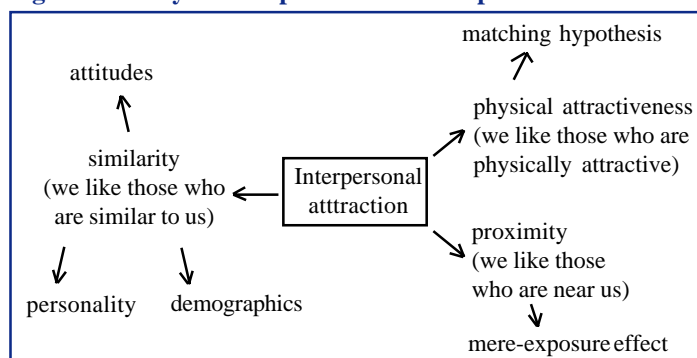 matching hypothesis
attitudes
physical attractiveness
(we like those who are
physically attractive)
similarity
(we like those who
are similar to us)
Interpersonal
atttraction
proximity
(we like those
who are near us)
personality
demographics
mere-exposure effect